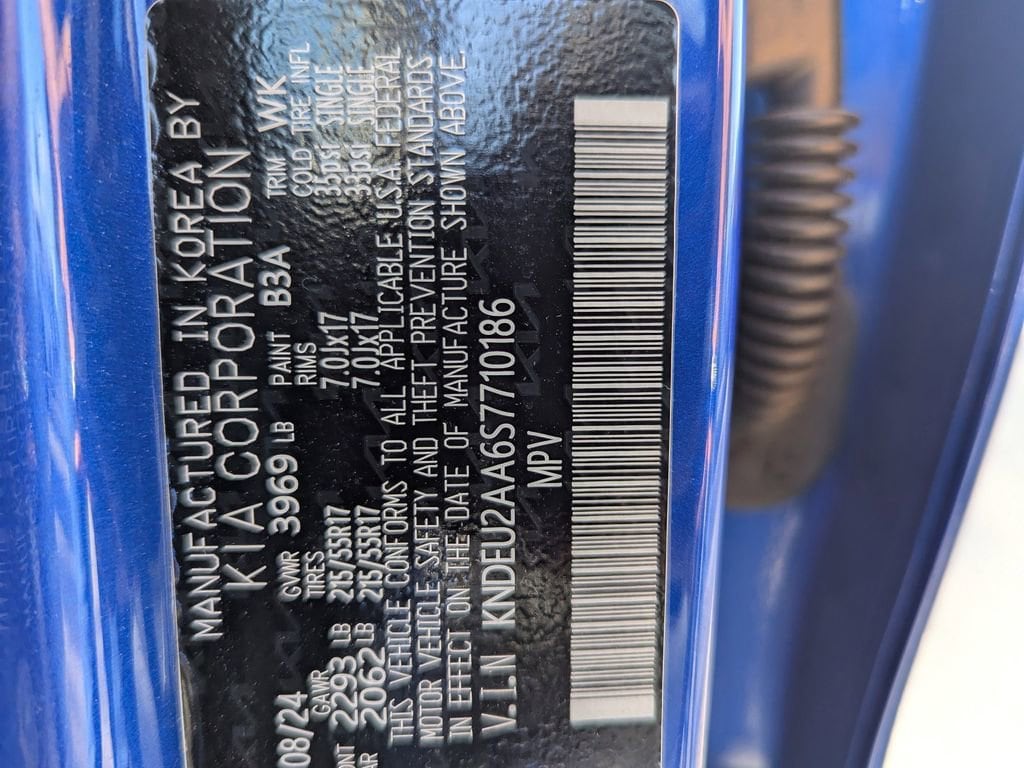 MANUFACTURED IN KOREA BY
KIA CORPORATION
08/24 GVWR 3969 LB PAINT B3A TRIM WK
GAWR TIRES RIMS COLD TIRE INFL
2293 LB 215/55R17 7.0Jx17 33psi SINGLE
2062 LB 215/55R17 7.0Jx17 33psi SINGLE
THIS VEHICLE CONFORMS TO ALL APPLICABLE U.S.A. FEDERAL
MOTOR VEHICLE SAFETY AND THEFT PREVENTION STANDARDS
IN EFFECT ON THE DATE OF MANUFACTURE SHOWN ABOVE.
V.I.N KNDEU2AA6S7710186
MPV